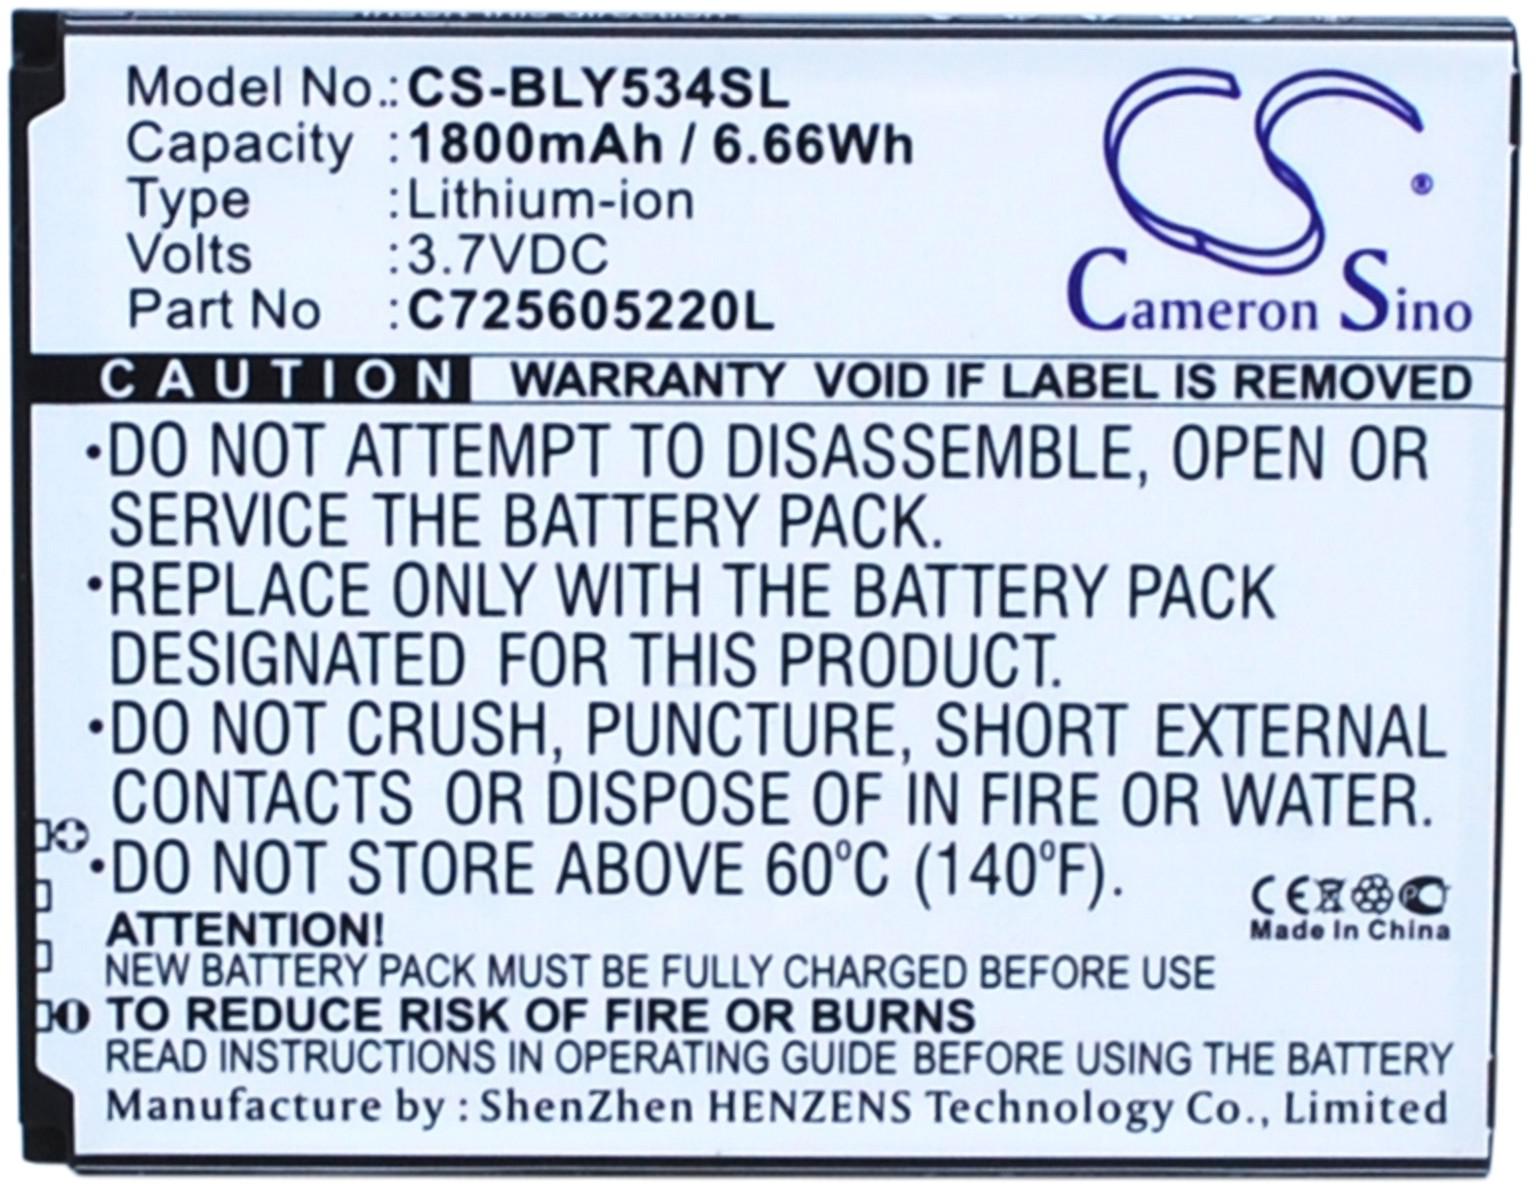 Insert this direction
Model No.:CS-BLY534SL
Capacity :1800mAh / 6.66Wh
Type :Lithium-ion
Volts :3.7VDC
Part No :C725605220L
CS®
Cameron Sino
CAUTION WARRANTY VOID IF LABEL IS REMOVED
•DO NOT ATTEMPT TO DISASSEMBLE, OPEN OR
SERVICE THE BATTERY PACK.
•REPLACE ONLY WITH THE BATTERY PACK
DESIGNATED FOR THIS PRODUCT.
•DO NOT CRUSH, PUNCTURE, SHORT EXTERNAL
CONTACTS OR DISPOSE OF IN FIRE OR WATER.
•DO NOT STORE ABOVE 60°C (140°F).
CE
Made In China
ATTENTION!
NEW BATTERY PACK MUST BE FULLY CHARGED BEFORE USE
TO REDUCE RISK OF FIRE OR BURNS
READ INSTRUCTIONS IN OPERATING GUIDE BEFORE USING THE BATTERY
Manufacture by : ShenZhen HENZENS Technology Co., Limited